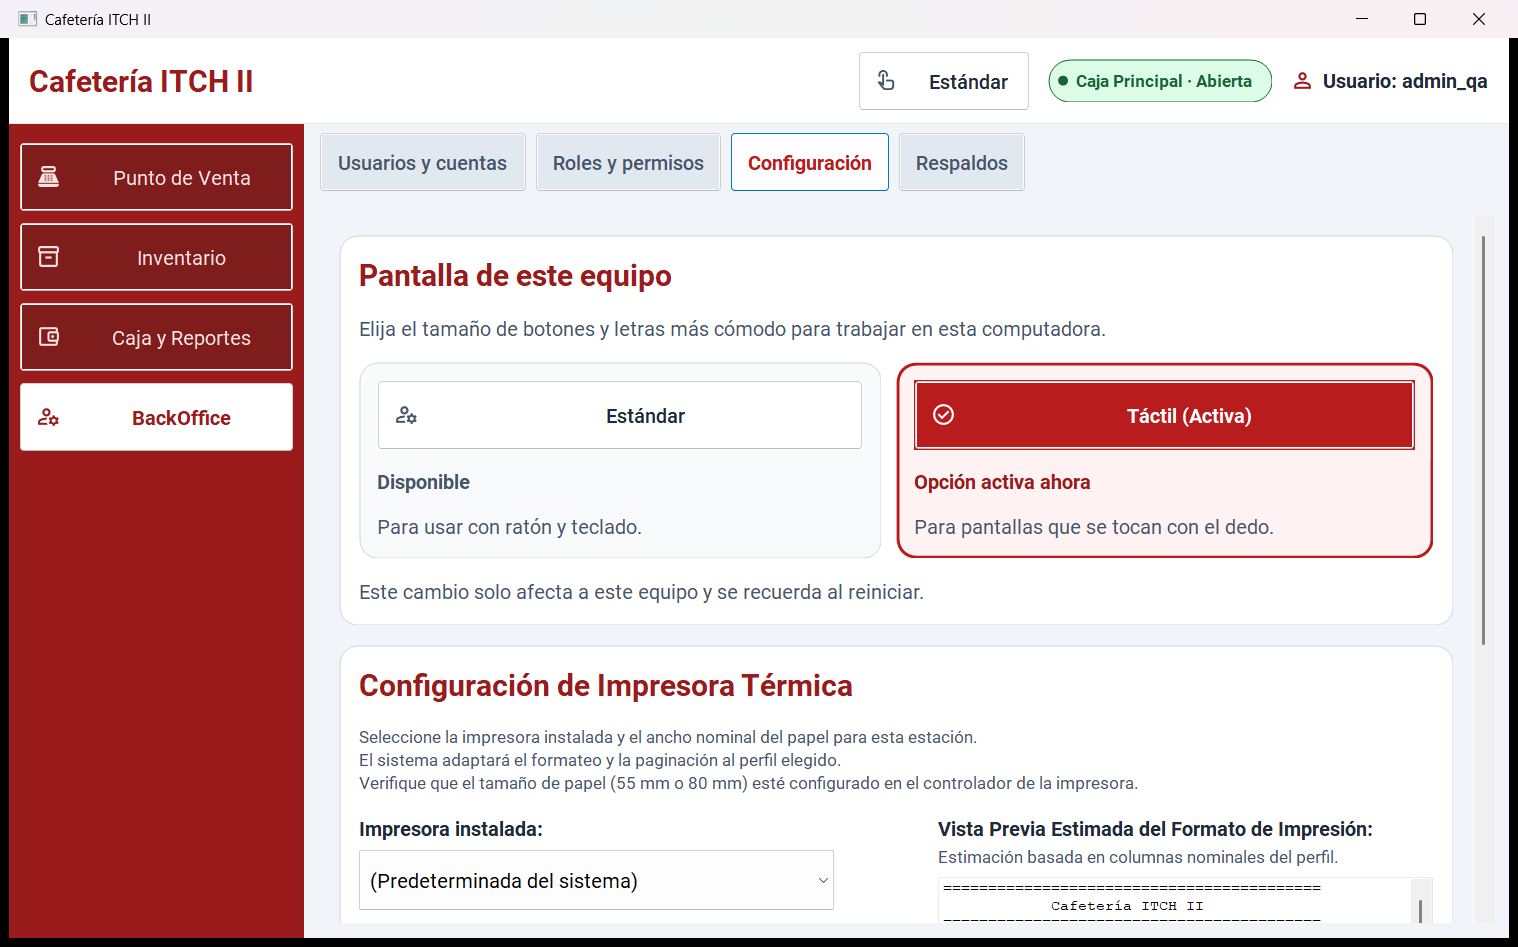 Cafetería ITCH II
Cafetería ITCH II
Estándar
Caja Principal · Abierta
Usuario: admin_qa
Punto de Venta
Inventario
Caja y Reportes
BackOffice
Usuarios y cuentas
Roles y permisos
Configuración
Respaldos
Pantalla de este equipo
Elija el tamaño de botones y letras más cómodo para trabajar en esta computadora.
Estándar
Disponible
Para usar con ratón y teclado.
Táctil (Activa)
Opción activa ahora
Para pantallas que se tocan con el dedo.
Este cambio solo afecta a este equipo y se recuerda al reiniciar.
Configuración de Impresora Térmica
Seleccione la impresora instalada y el ancho nominal del papel para esta estación.
El sistema adaptará el formateo y la paginación al perfil elegido.
Verifique que el tamaño de papel (55 mm o 80 mm) esté configurado en el controlador de la impresora.
Impresora instalada:
(Predeterminada del sistema)
Vista Previa Estimada del Formato de Impresión:
Estimación basada en columnas nominales del perfil.
==========================================
Cafetería ITCH II
==========================================